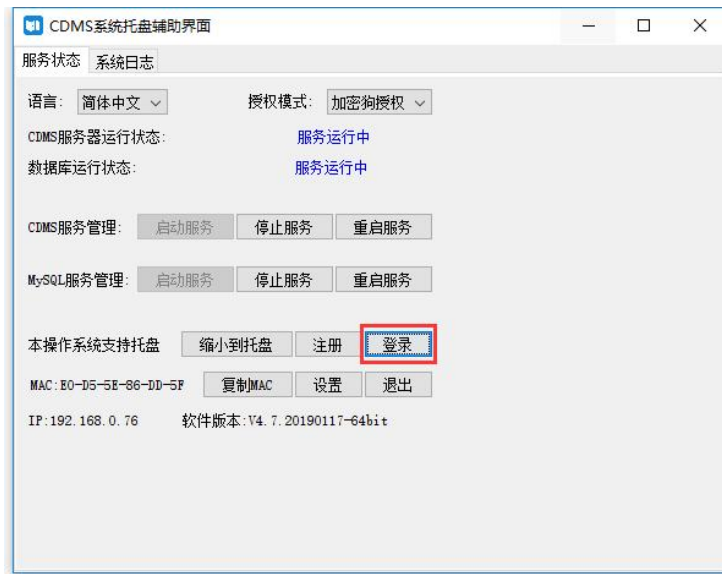 CDMS系统托盘辅助界面
服务状态 系统日志
语言: 简体中文 授权模式: 加密狗授权
CDMS服务器运行状态: 服务运行中
数据库运行状态: 服务运行中
CDMS服务管理: 启动服务 停止服务 重启服务
MySQL服务管理: 启动服务 停止服务 重启服务
本操作系统支持托盘 缩小到托盘 注册 登录
MAC:E0-D5-5E-86-DD-5F 复制MAC 设置 退出
IP:192.168.0.76 软件版本:V4.7.20190117-64bit